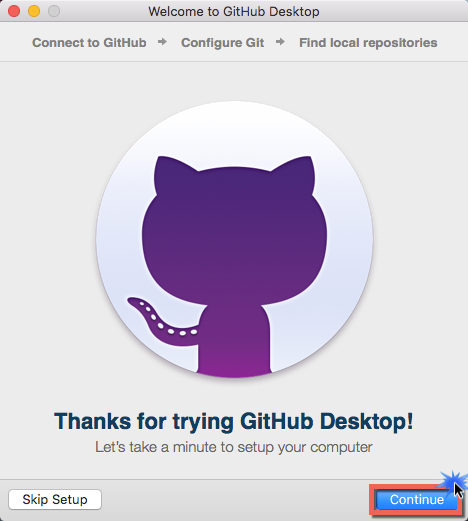 Welcome to GitHub Desktop
Connect to GitHub → Configure Git → Find local repositories
Thanks for trying GitHub Desktop!
Let's take a minute to setup your computer
Skip Setup
Continue